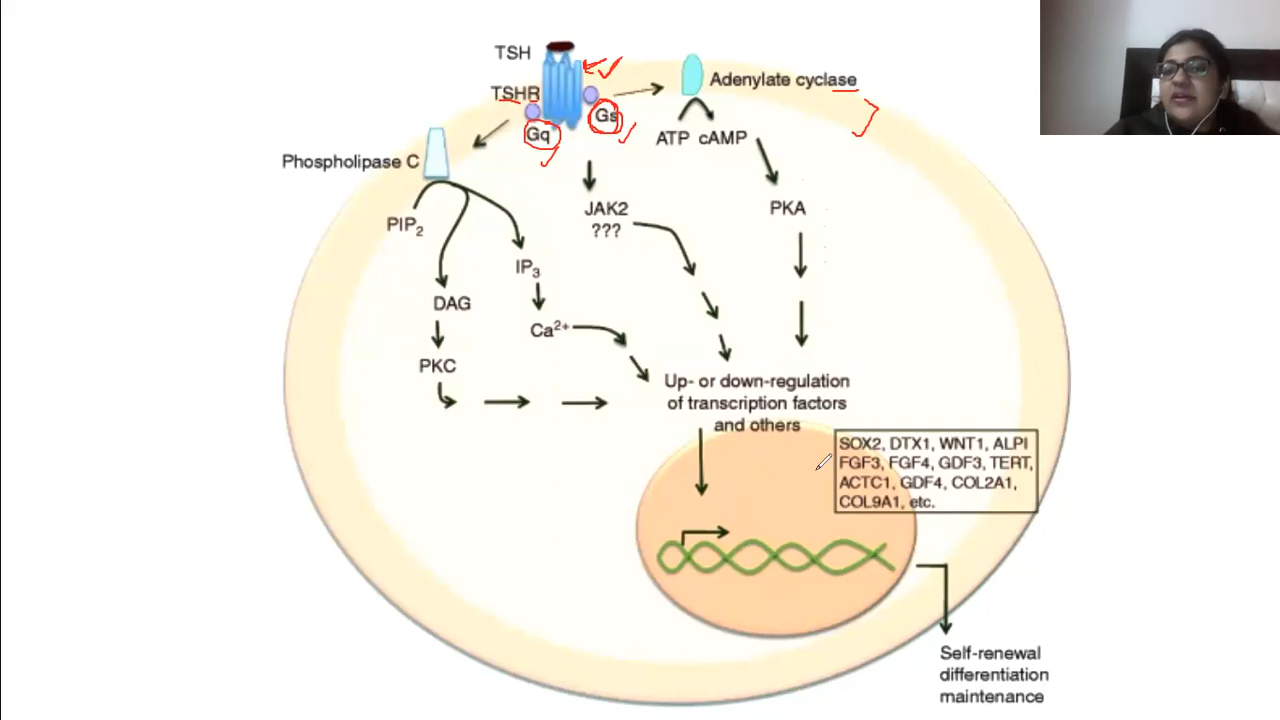 TSH
TSHR
Gs
Gq
Adenylate cyclase
ATP cAMP
Phospholipase C
PIP₂
JAK2
???
PKA
IP₃
DAG
Ca²⁺
PKC
Up- or down-regulation
of transcription factors
and others
SOX2, DTX1, WNT1, ALPI
FGF3, FGF4, GDF3, TERT,
ACTC1, GDF4, COL2A1,
COL9A1, etc.
Self-renewal
differentiation
maintenance